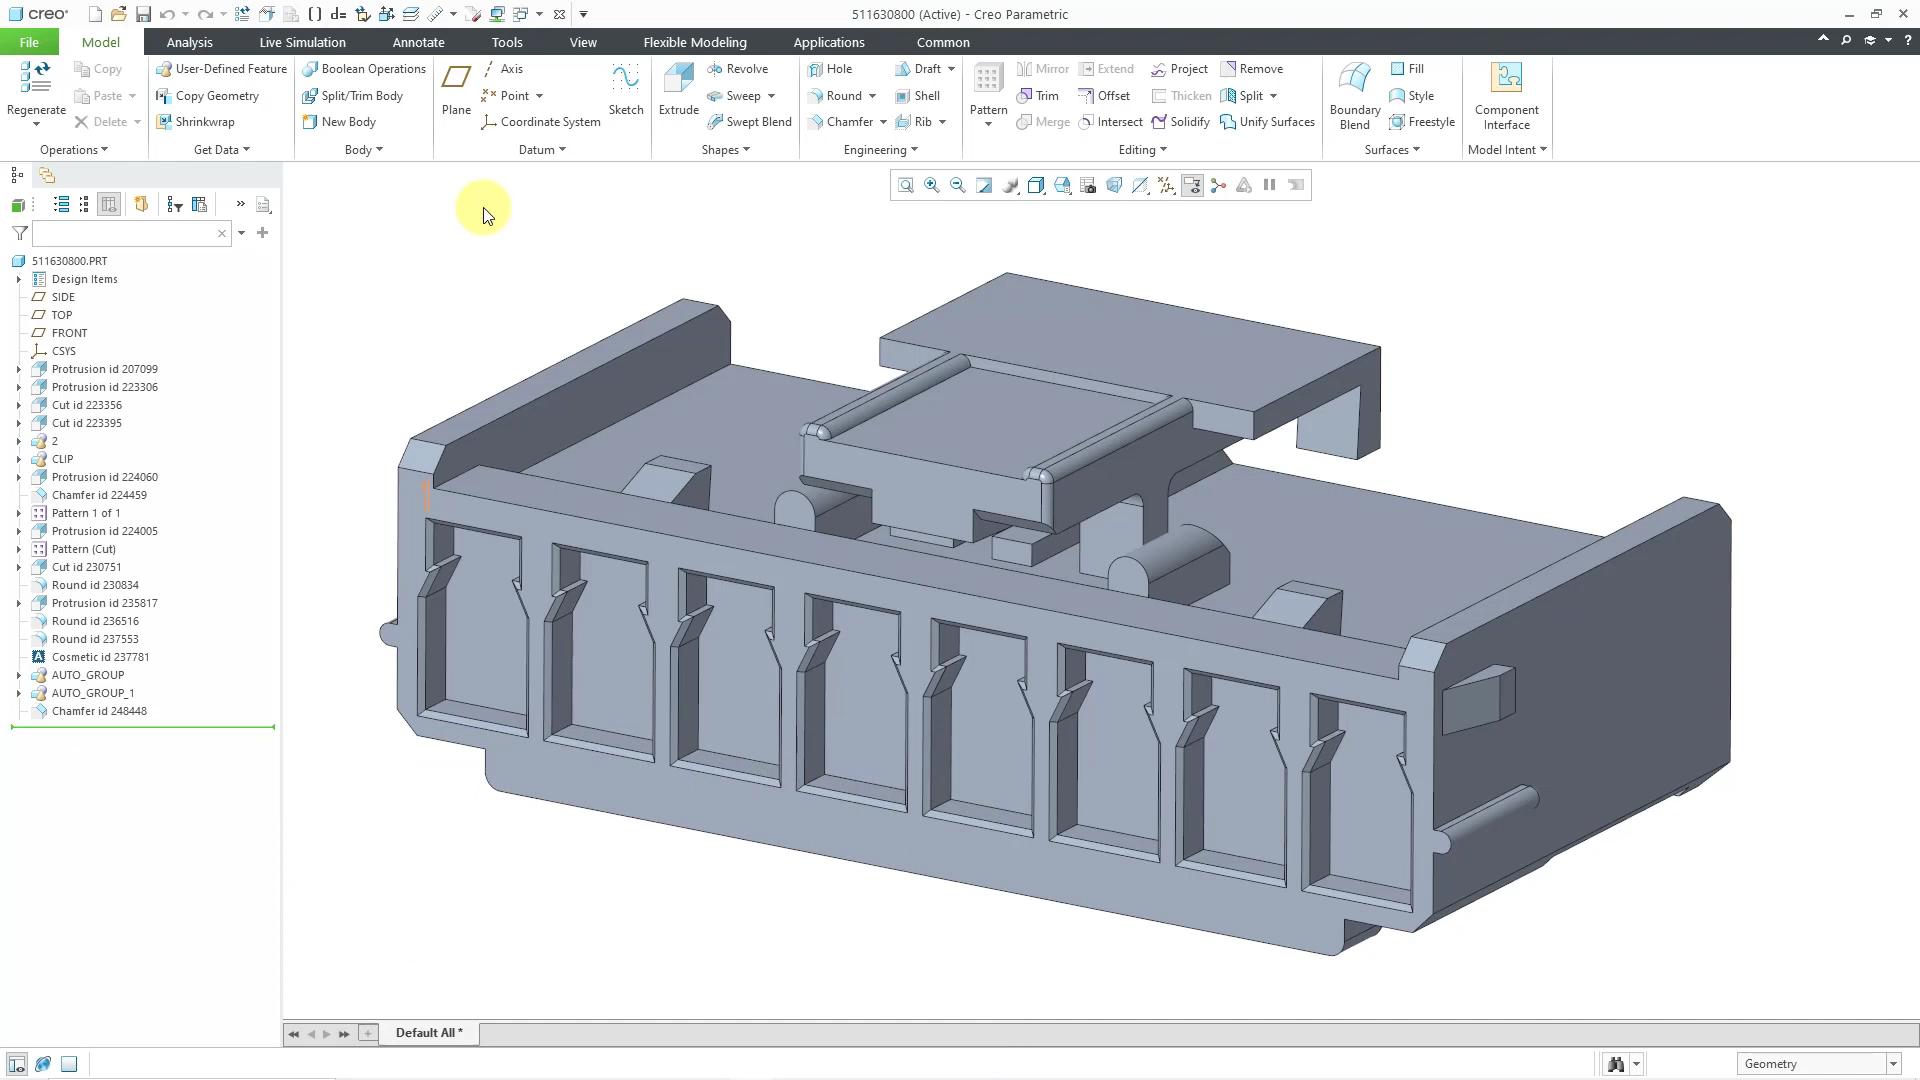 creo
511630800 (Active) - Creo Parametric
File
Model
Analysis
Live Simulation
Annotate
Tools
View
Flexible Modeling
Applications
Common
Regenerate
Copy
Paste
Delete
Operations
User-Defined Feature
Copy Geometry
Shrinkwrap
Get Data
Boolean Operations
Split/Trim Body
New Body
Body
Plane
Axis
Point
Coordinate System
Sketch
Datum
Extrude
Revolve
Sweep
Swept Blend
Shapes
Hole
Round
Chamfer
Draft
Shell
Rib
Engineering
Pattern
Mirror
Trim
Merge
Extend
Offset
Intersect
Project
Thicken
Solidify
Remove
Split
Unify Surfaces
Editing
Boundary
Blend
Fill
Style
Freestyle
Surfaces
Component
Interface
Model Intent
511630800.PRT
Design Items
SIDE
TOP
FRONT
CSYS
Protrusion id 207099
Protrusion id 223306
Cut id 223356
Cut id 223395
2
CLIP
Protrusion id 224060
Chamfer id 224459
Pattern 1 of 1
Protrusion id 224005
Pattern (Cut)
Cut id 230751
Round id 230834
Protrusion id 235817
Round id 236516
Round id 237553
Cosmetic id 237781
AUTO_GROUP
AUTO_GROUP_1
Chamfer id 248448
Default All *
Geometry